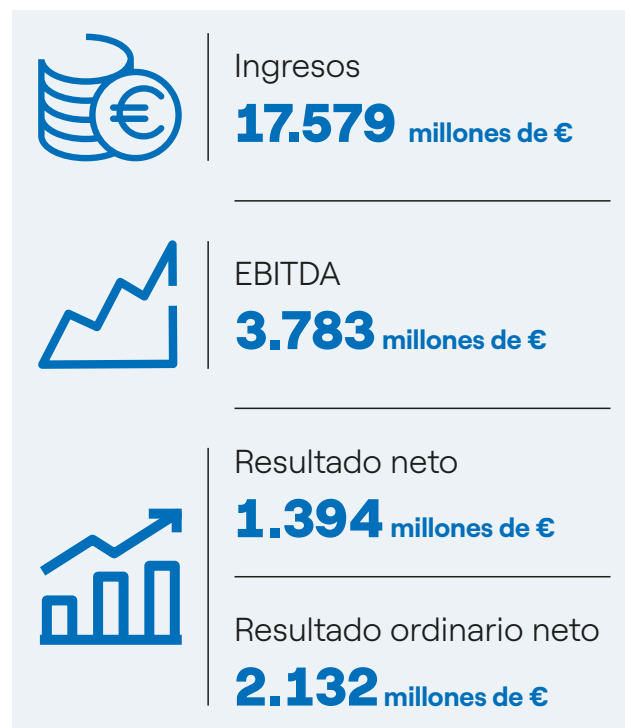 Ingresos
17.579 millones de €
EBITDA
3.783 millones de €
Resultado neto
1.394 millones de €
Resultado ordinario neto
2.132 millones de €